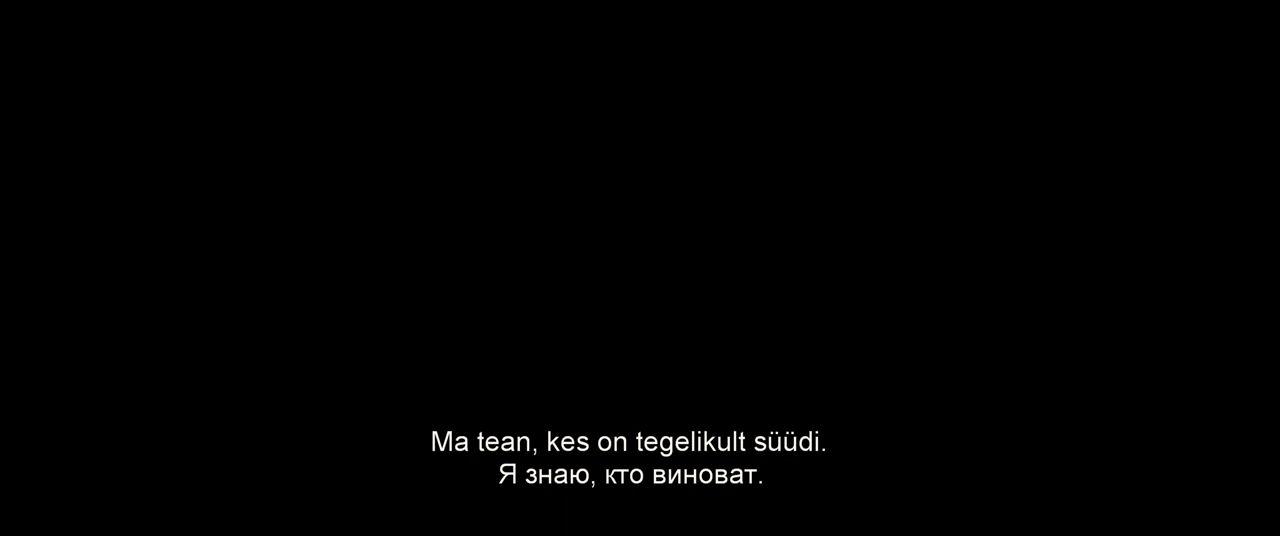 Ma tean, kes on tegelikult süüdi.
Я знаю, кто виноват.